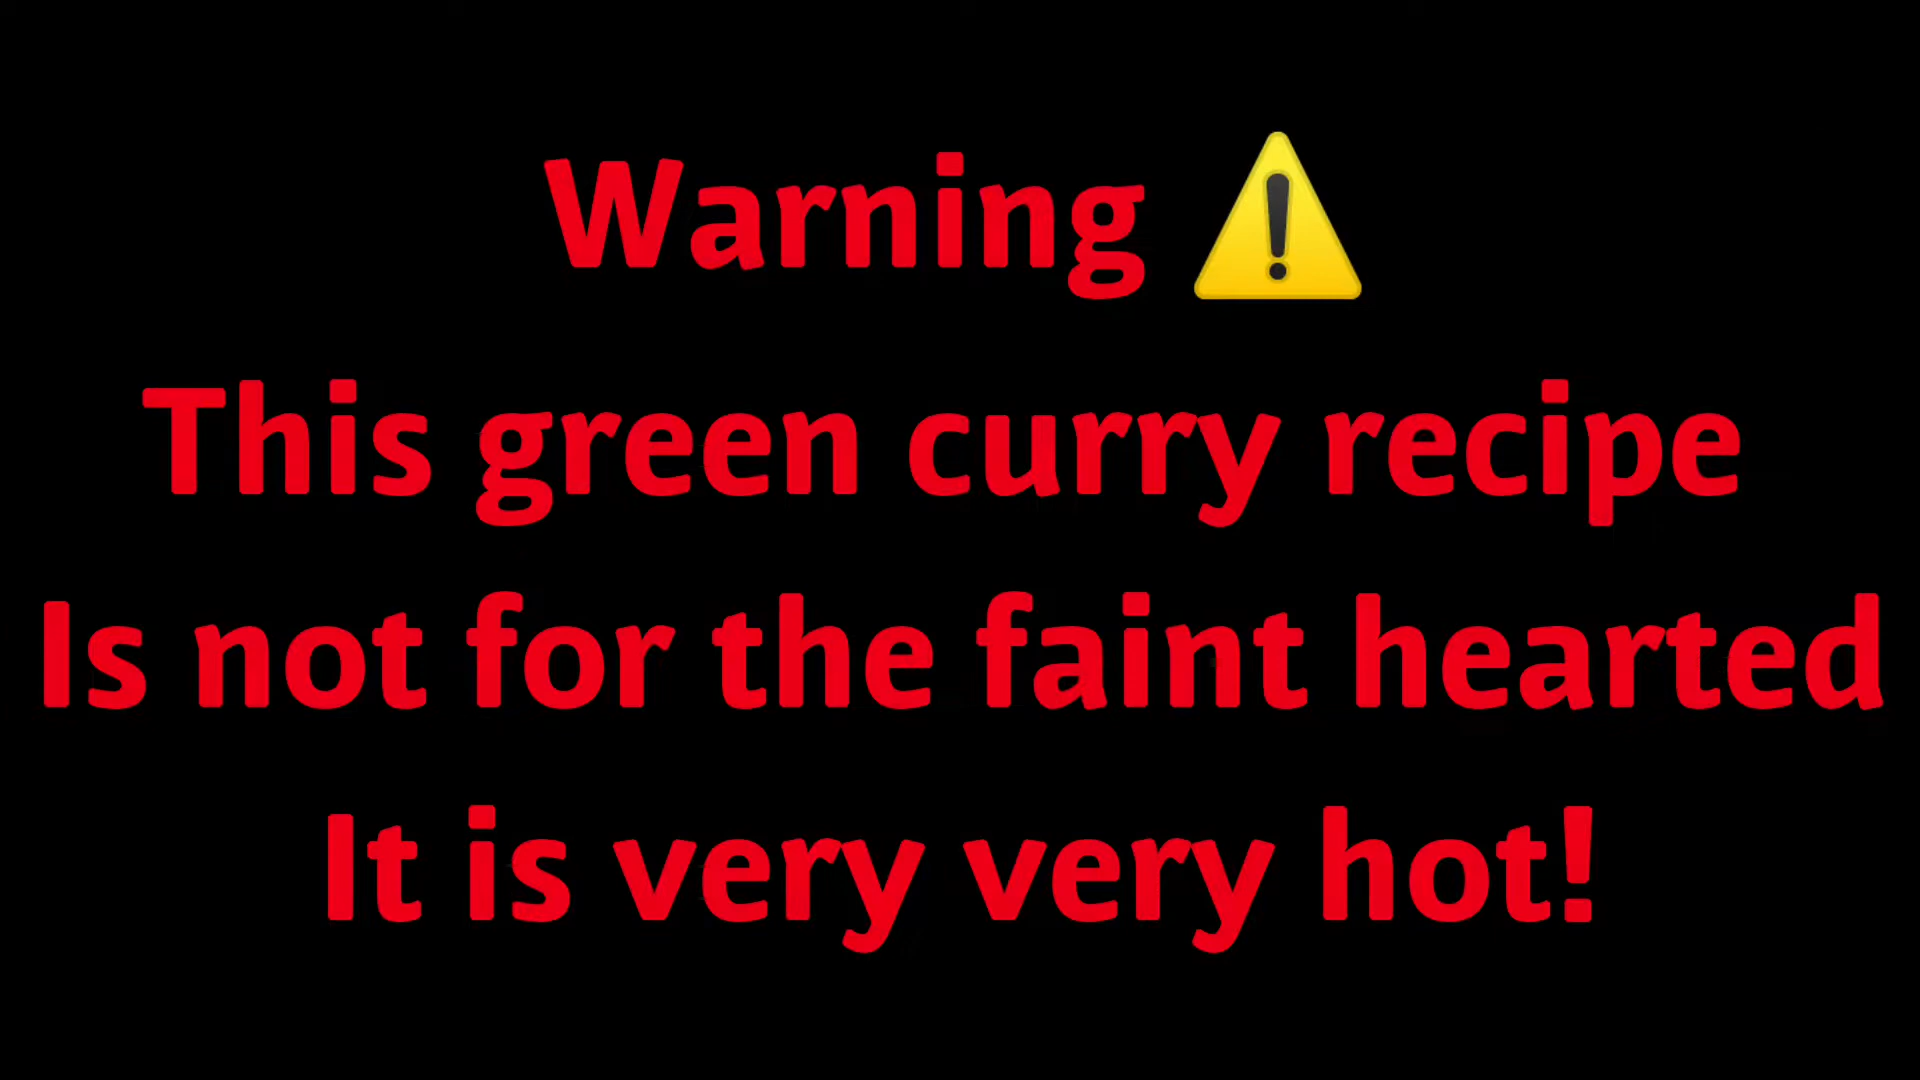 Warning ⚠️
This green curry recipe
Is not for the faint hearted
It is very very hot!